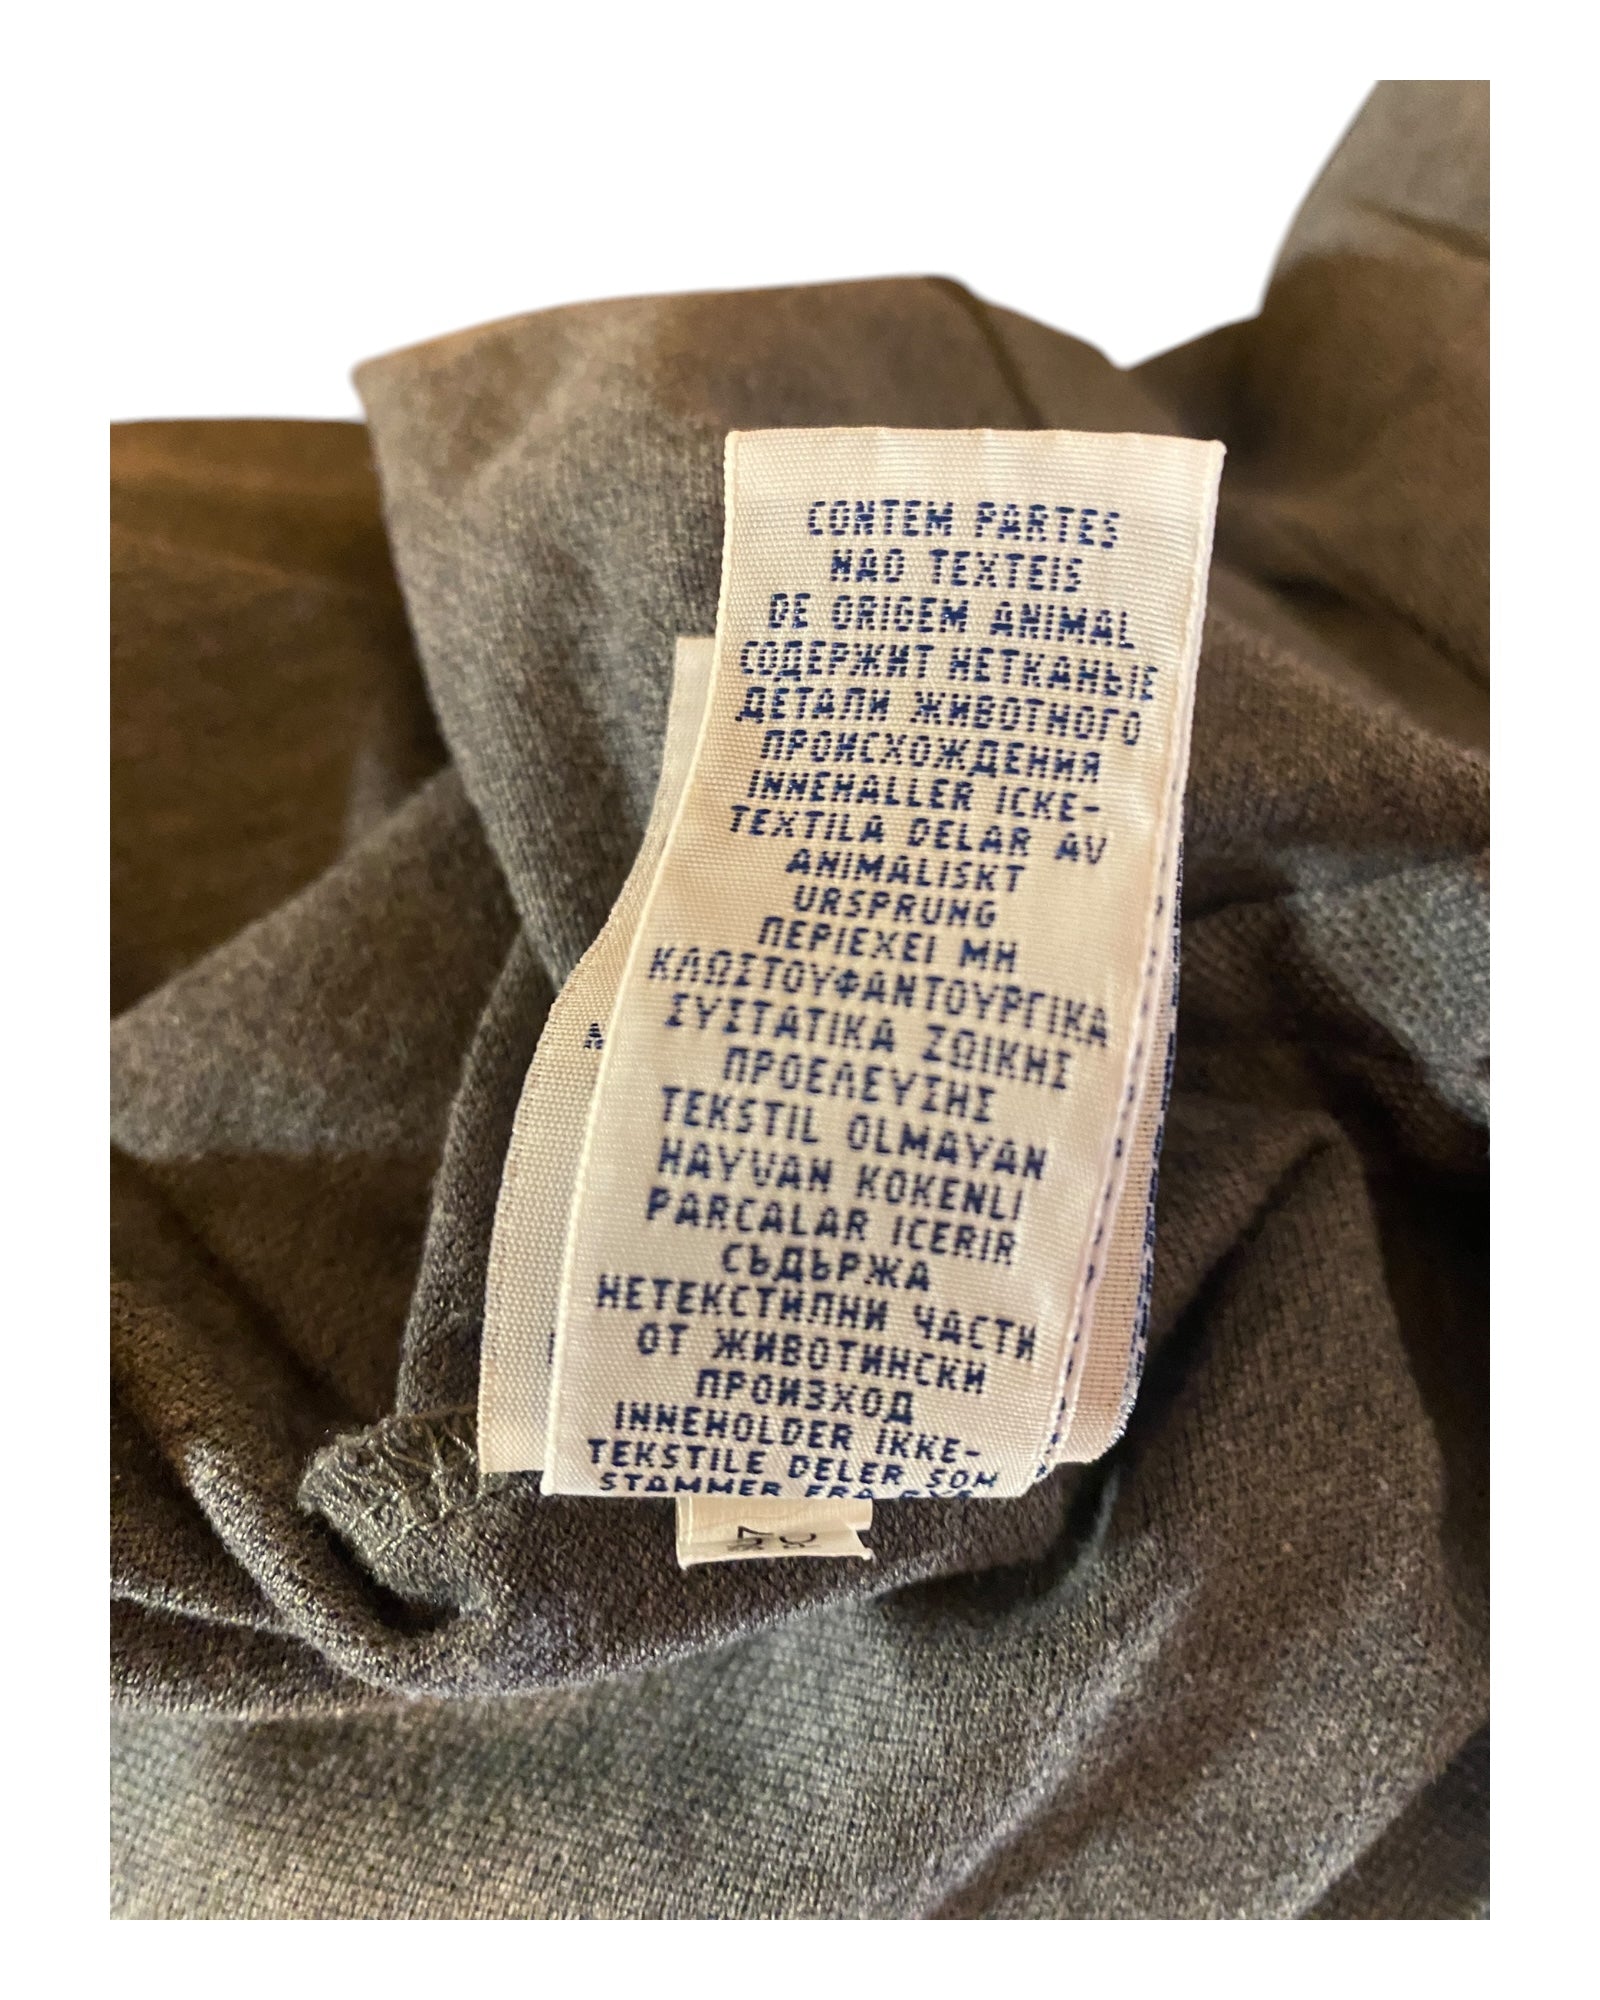 CONTEM PARTES
NAO TEXTEIS
DE ORIGEM ANIMAL
СОДЕРЖИТ НЕТКАНЫЕ
ДЕТАЛИ ЖИВОТНОГО
ПРОИСХОЖДЕНИЯ
INNEHALLER ICKE-
TEXTILA DELAR AV
ANIMALISKT
URSPRUNG
ΠΕΡΙΕΧΕΙ ΜΗ
ΚΛΩΣΤΟΥΦΑΝΤΟΥΡΓΙΚΑ
ΣΥΣΤΑΤΙΚΑ ΖΩΙΚΗΣ
ΠΡΟΕΛΕΥΣΗΣ
TEKSTIL OLMAYAN
HAYVAN KOKENLI
PARCALAR ICERIR
СЪДЪРЖА
НЕТЕКСТИЛНИ ЧАСТИ
ОТ ЖИВОТИНСКИ
ПРОИЗХОД
INNEHOLDER IKKE-
TEKSTILE DELER SOM
STAMMER FRA